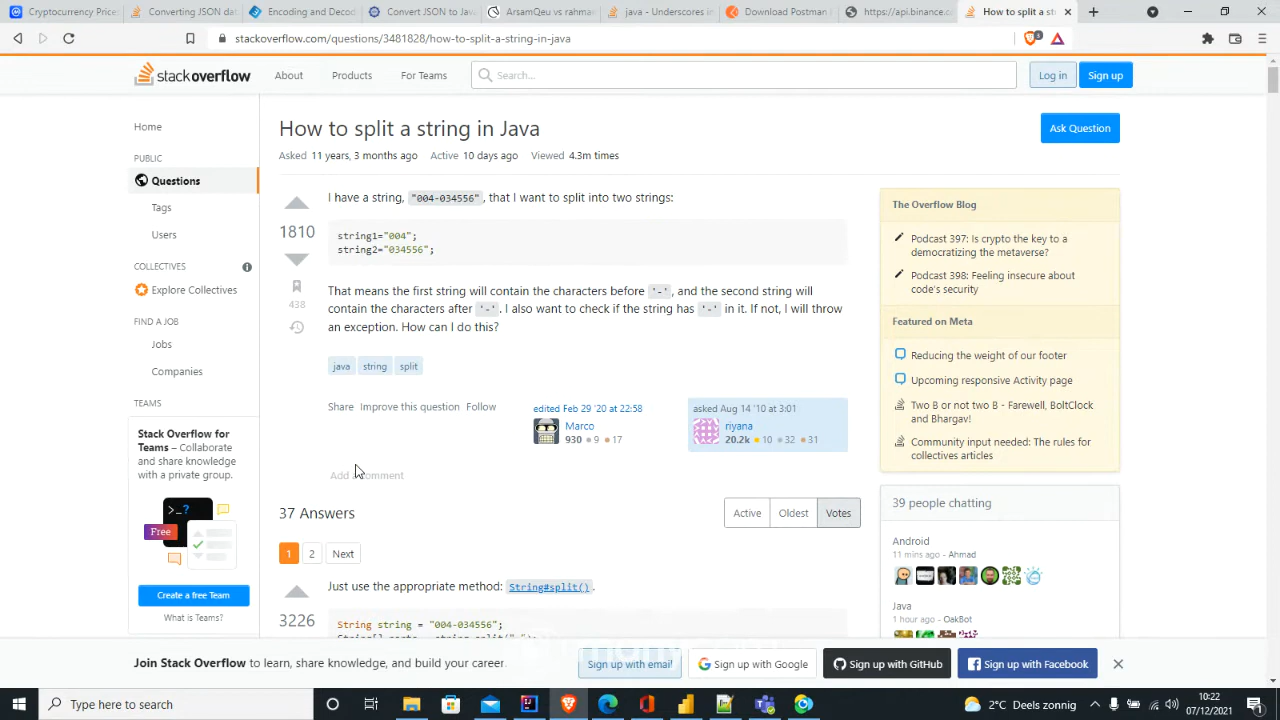 Cryptocurrency Price
Converting JSON dat
Encoding and Decod
Convert JSON to Java
ArsamQeu vs rahmar
java - Underscores in
Download Postman |
https://api.binance.co
How to split a str
stackoverflow.com/questions/3481828/how-to-split-a-string-in-java
3
stackoverflow
About
Products
For Teams
Search...
Log in
Sign up
Home
PUBLIC
Questions
Tags
Users
COLLECTIVES
Explore Collectives
FIND A JOB
Jobs
Companies
TEAMS
Stack Overflow for
Teams – Collaborate
and share knowledge
with a private group.
>_?
Free
Create a free Team
What is Teams?
How to split a string in Java
Ask Question
Asked 11 years, 3 months ago Active 10 days ago Viewed 4.3m times
I have a string, "004-034556", that I want to split into two strings:
1810
string1="004";
string2="034556";
That means the first string will contain the characters before '-', and the second string will
contain the characters after '-'. I also want to check if the string has '-' in it. If not, I will throw
an exception. How can I do this?
438
java string split
Share Improve this question Follow
edited Feb 29 '20 at 22:58
Marco
930 9 17
asked Aug 14 '10 at 3:01
riyana
20.2k 10 32 31
Add a comment
37 Answers
Active Oldest Votes
1 2 Next
Just use the appropriate method: String#split().
3226
String string = "004-034556";
The Overflow Blog
Podcast 397: Is crypto the key to a
democratizing the metaverse?
Podcast 398: Feeling insecure about
code's security
Featured on Meta
Reducing the weight of our footer
Upcoming responsive Activity page
Two B or not two B - Farewell, BoltClock
and Bhargav!
Community input needed: The rules for
collectives articles
39 people chatting
Android
11 mins ago - Ahmad
Java
1 hour ago - OakBot
Join Stack Overflow to learn, share knowledge, and build your career.
Sign up with email
Sign up with Google
Sign up with GitHub
Sign up with Facebook
Type here to search
2°C Deels zonnig
10:22
07/12/2021
1